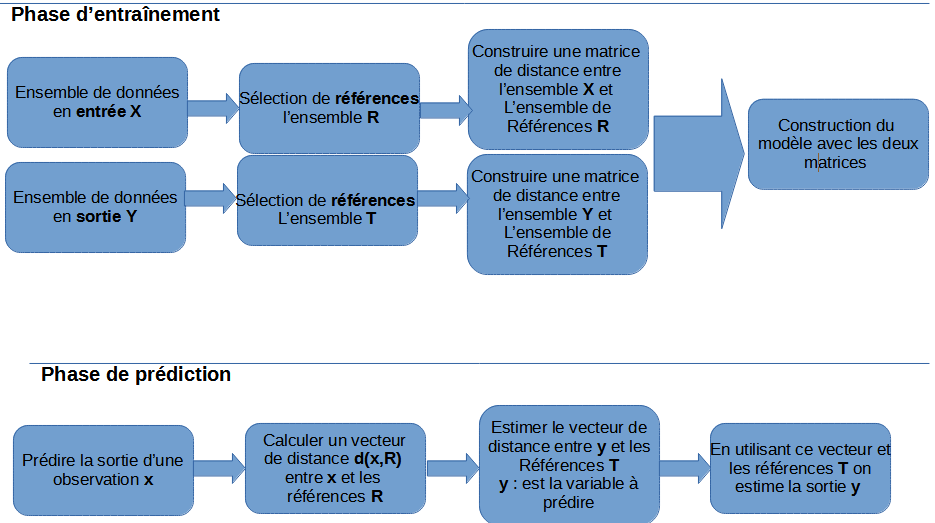 Phase d’entraînement
Ensemble de données
en entrée X
Sélection de références
l’ensemble R
Construire une matrice
de distance entre
l’ensemble X et
L’ensemble de
Références R
Construction du
modèle avec les deux
matrices
Ensemble de données
en sortie Y
Sélection de références
L’ensemble T
Construire une matrice
de distance entre
l’ensemble Y et
L’ensemble de
Références T
Phase de prédiction
Prédire la sortie d’une
observation x
Calculer un vecteur
de distance d(x,R)
entre x et les
références R
Estimer le vecteur de
distance entre y et les
Références T
y : est la variable à
prédire
En utilisant ce vecteur et
les références T on
estime la sortie y